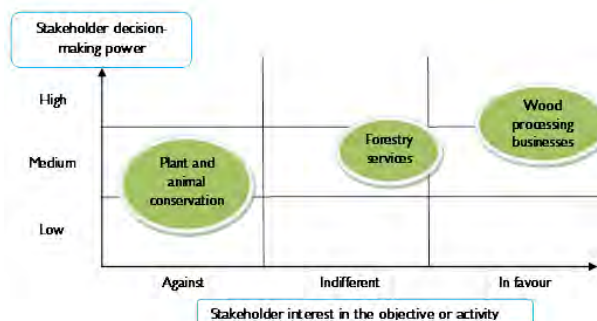 Stakeholder decision-
making power
High
Medium
Low
Plant and
animal
conservation
Forestry
services
Wood
processing
businesses
Against
Indifferent
In favour
Stakeholder interest in the objective or activity